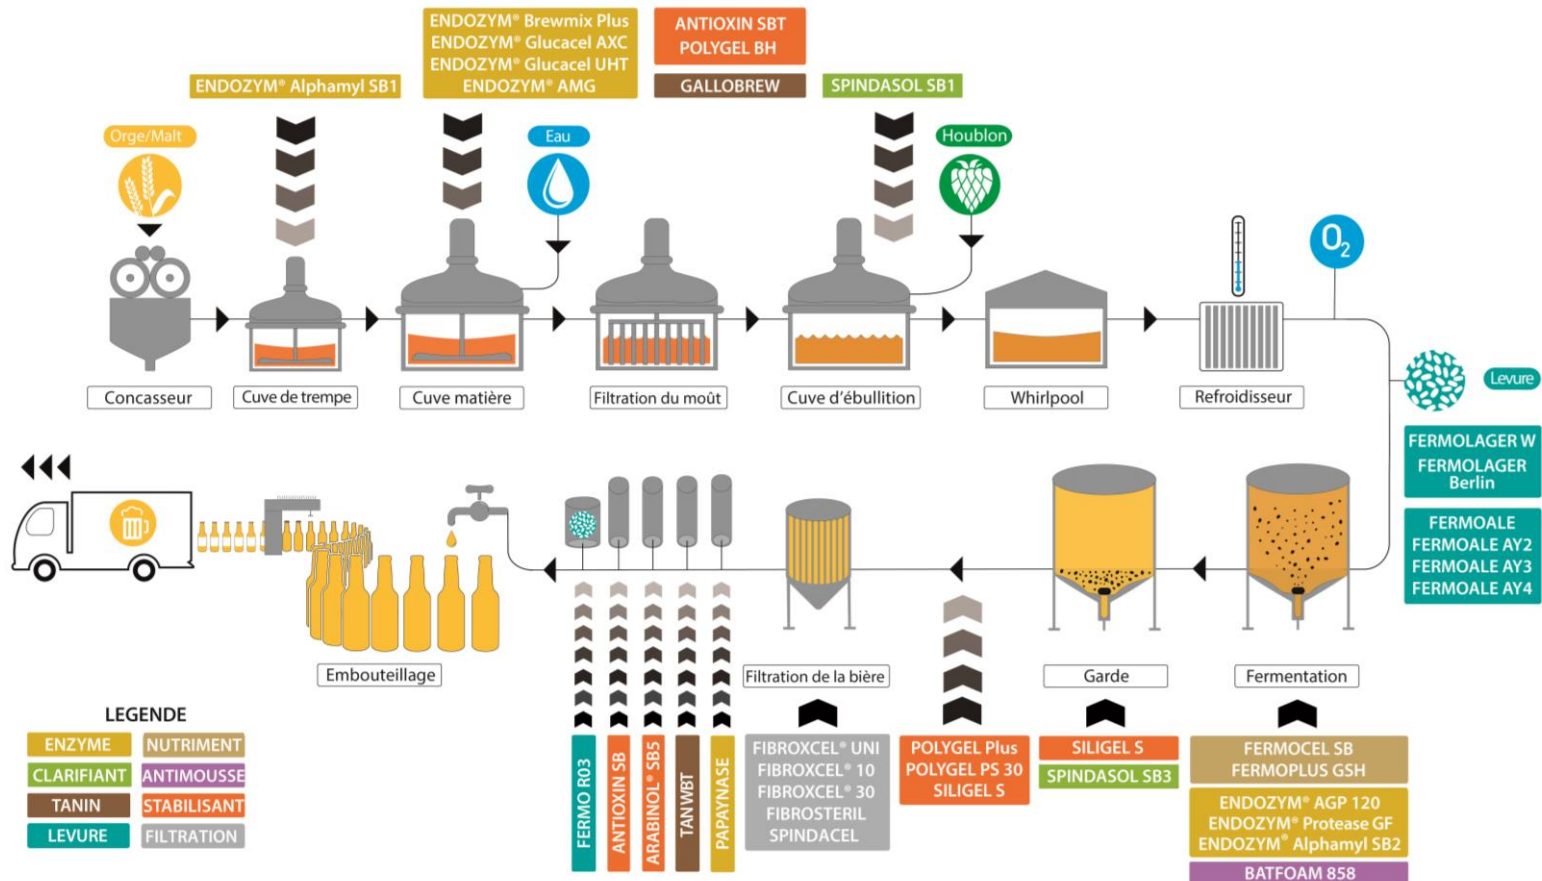 ENDOZYM® Brewmix Plus
ENDOZYM® Glucacel AXC
ENDOZYM® Glucacel UHT
ENDOZYM® AMG
ANTIOXIN SBT
POLYGEL BH
GALLOBREW
ENDOZYM® Alphamyl SB1
SPINDASOL SB1
Orge/Malt
Eau
Houblon
O2
Concasseur
Cuve de trempe
Cuve matière
Filtration du moût
Cuve d'ébullition
Whirlpool
Refroidisseur
Levure
FERMOLAGER W
FERMOLAGER
Berlin
FERMOALE
FERMOALE AY2
FERMOALE AY3
FERMOALE AY4
Embouteillage
Filtration de la bière
Garde
Fermentation
LEGENDE
ENZYME
NUTRIMENT
CLARIFIANT
ANTIMOUSSE
TANIN
STABILISANT
LEVURE
FILTRATION
FERMO R03
ANTIOXIN SB
ARABINOL® SB5
TAN WBT
PAPAYNASE
FIBROXCEL® UNI
FIBROXCEL® 10
FIBROXCEL® 30
FIBROSTERIL
SPINDACEL
POLYGEL Plus
POLYGEL PS 30
SILIGEL S
SILIGEL S
SPINDASOL SB3
FERMOCEL SB
FERMOPLUS GSH
ENDOZYM® AGP 120
ENDOZYM® Protease GF
ENDOZYM® Alphamyl SB2
BATFOAM 858